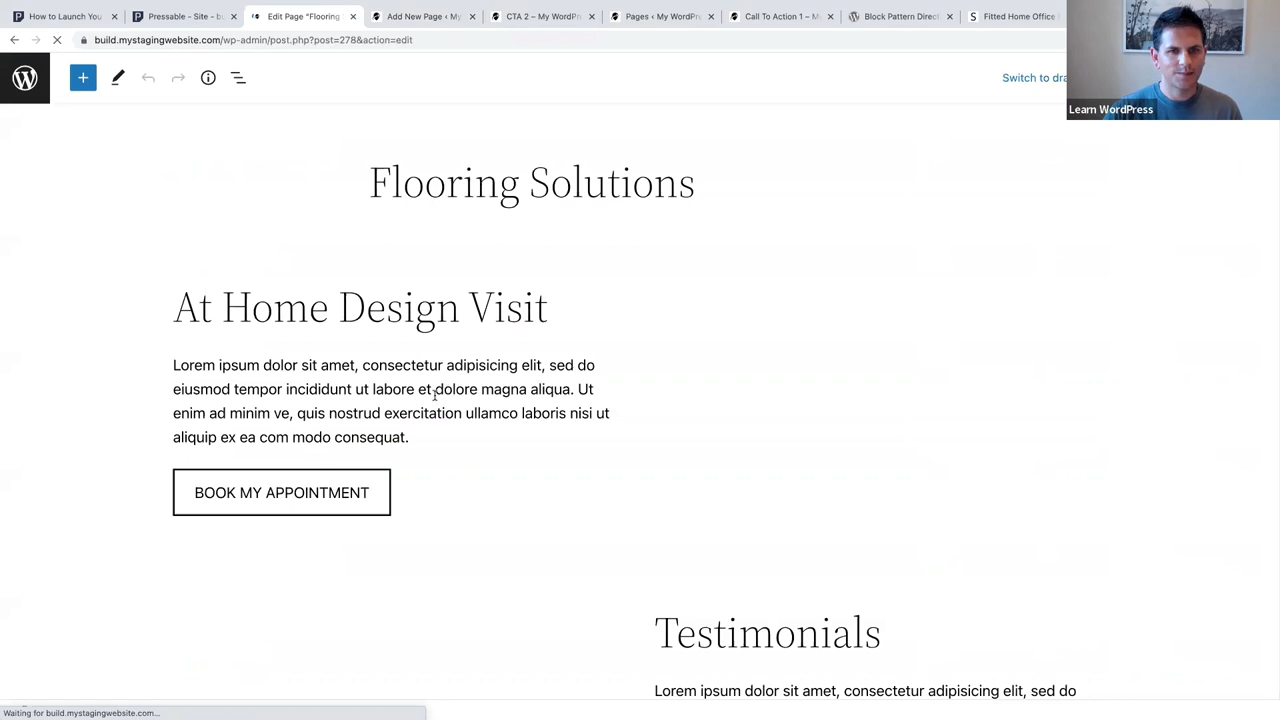 How to Launch You
Pressable - Site - bu
Edit Page "Flooring S
Add New Page ‹ My
CTA 2 – My WordPr
Pages ‹ My WordPre
Call To Action 1 – M
Block Pattern Direct
Fitted Home Office
build.mystagingwebsite.com/wp-admin/post.php?post=278&action=edit
Switch to dra
Learn WordPress
Flooring Solutions
At Home Design Visit
Lorem ipsum dolor sit amet, consectetur adipisicing elit, sed do
eiusmod tempor incididunt ut labore et dolore magna aliqua. Ut
enim ad minim ve, quis nostrud exercitation ullamco laboris nisi ut
aliquip ex ea com modo consequat.
BOOK MY APPOINTMENT
Testimonials
Lorem ipsum dolor sit amet, consectetur adipisicing elit, sed do
Waiting for build.mystagingwebsite.com...